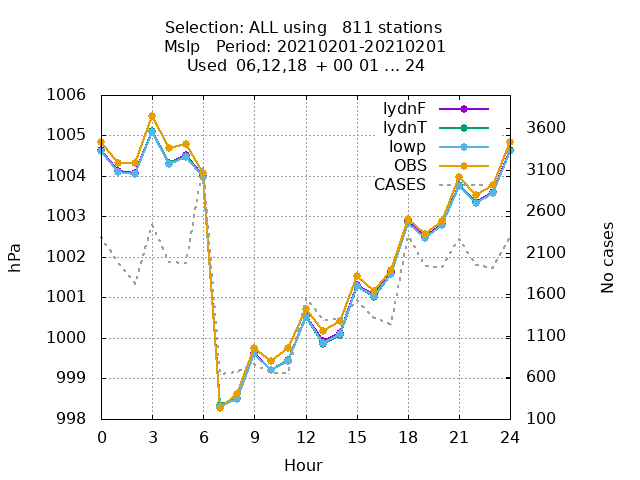 Selection: ALL using   811 stations
Mslp   Period: 20210201-20210201
Used  06,12,18  + 00 01 ... 24
1006
1005
1004
1003
1002
1001
1000
999
998
hPa
lydnF
lydnT
lowp
OBS
CASES
3600
3100
2600
2100
1600
1100
600
100
No cases
0 3 6 9 12 15 18 21 24
Hour